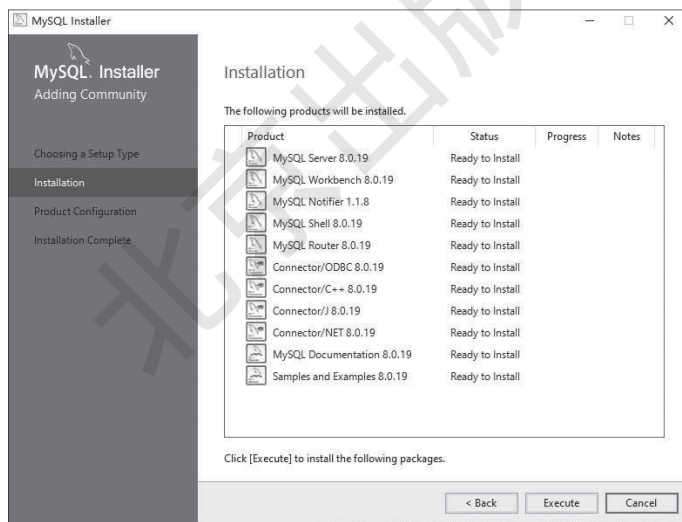 MySQL Installer
MySQL. Installer
Adding Community
Choosing a Setup Type
Installation
Product Configuration
Installation Complete
Installation
The following products will be installed.
Product Status Progress Notes
MySQL Server 8.0.19 Ready to Install
MySQL Workbench 8.0.19 Ready to Install
MySQL Notifier 1.1.8 Ready to Install
MySQL Shell 8.0.19 Ready to Install
MySQL Router 8.0.19 Ready to Install
Connector/ODBC 8.0.19 Ready to Install
Connector/C++ 8.0.19 Ready to Install
Connector/J 8.0.19 Ready to Install
Connector/NET 8.0.19 Ready to Install
MySQL Documentation 8.0.19 Ready to Install
Samples and Examples 8.0.19 Ready to Install
Click [Execute] to install the following packages.
< Back Execute Cancel
北京出版